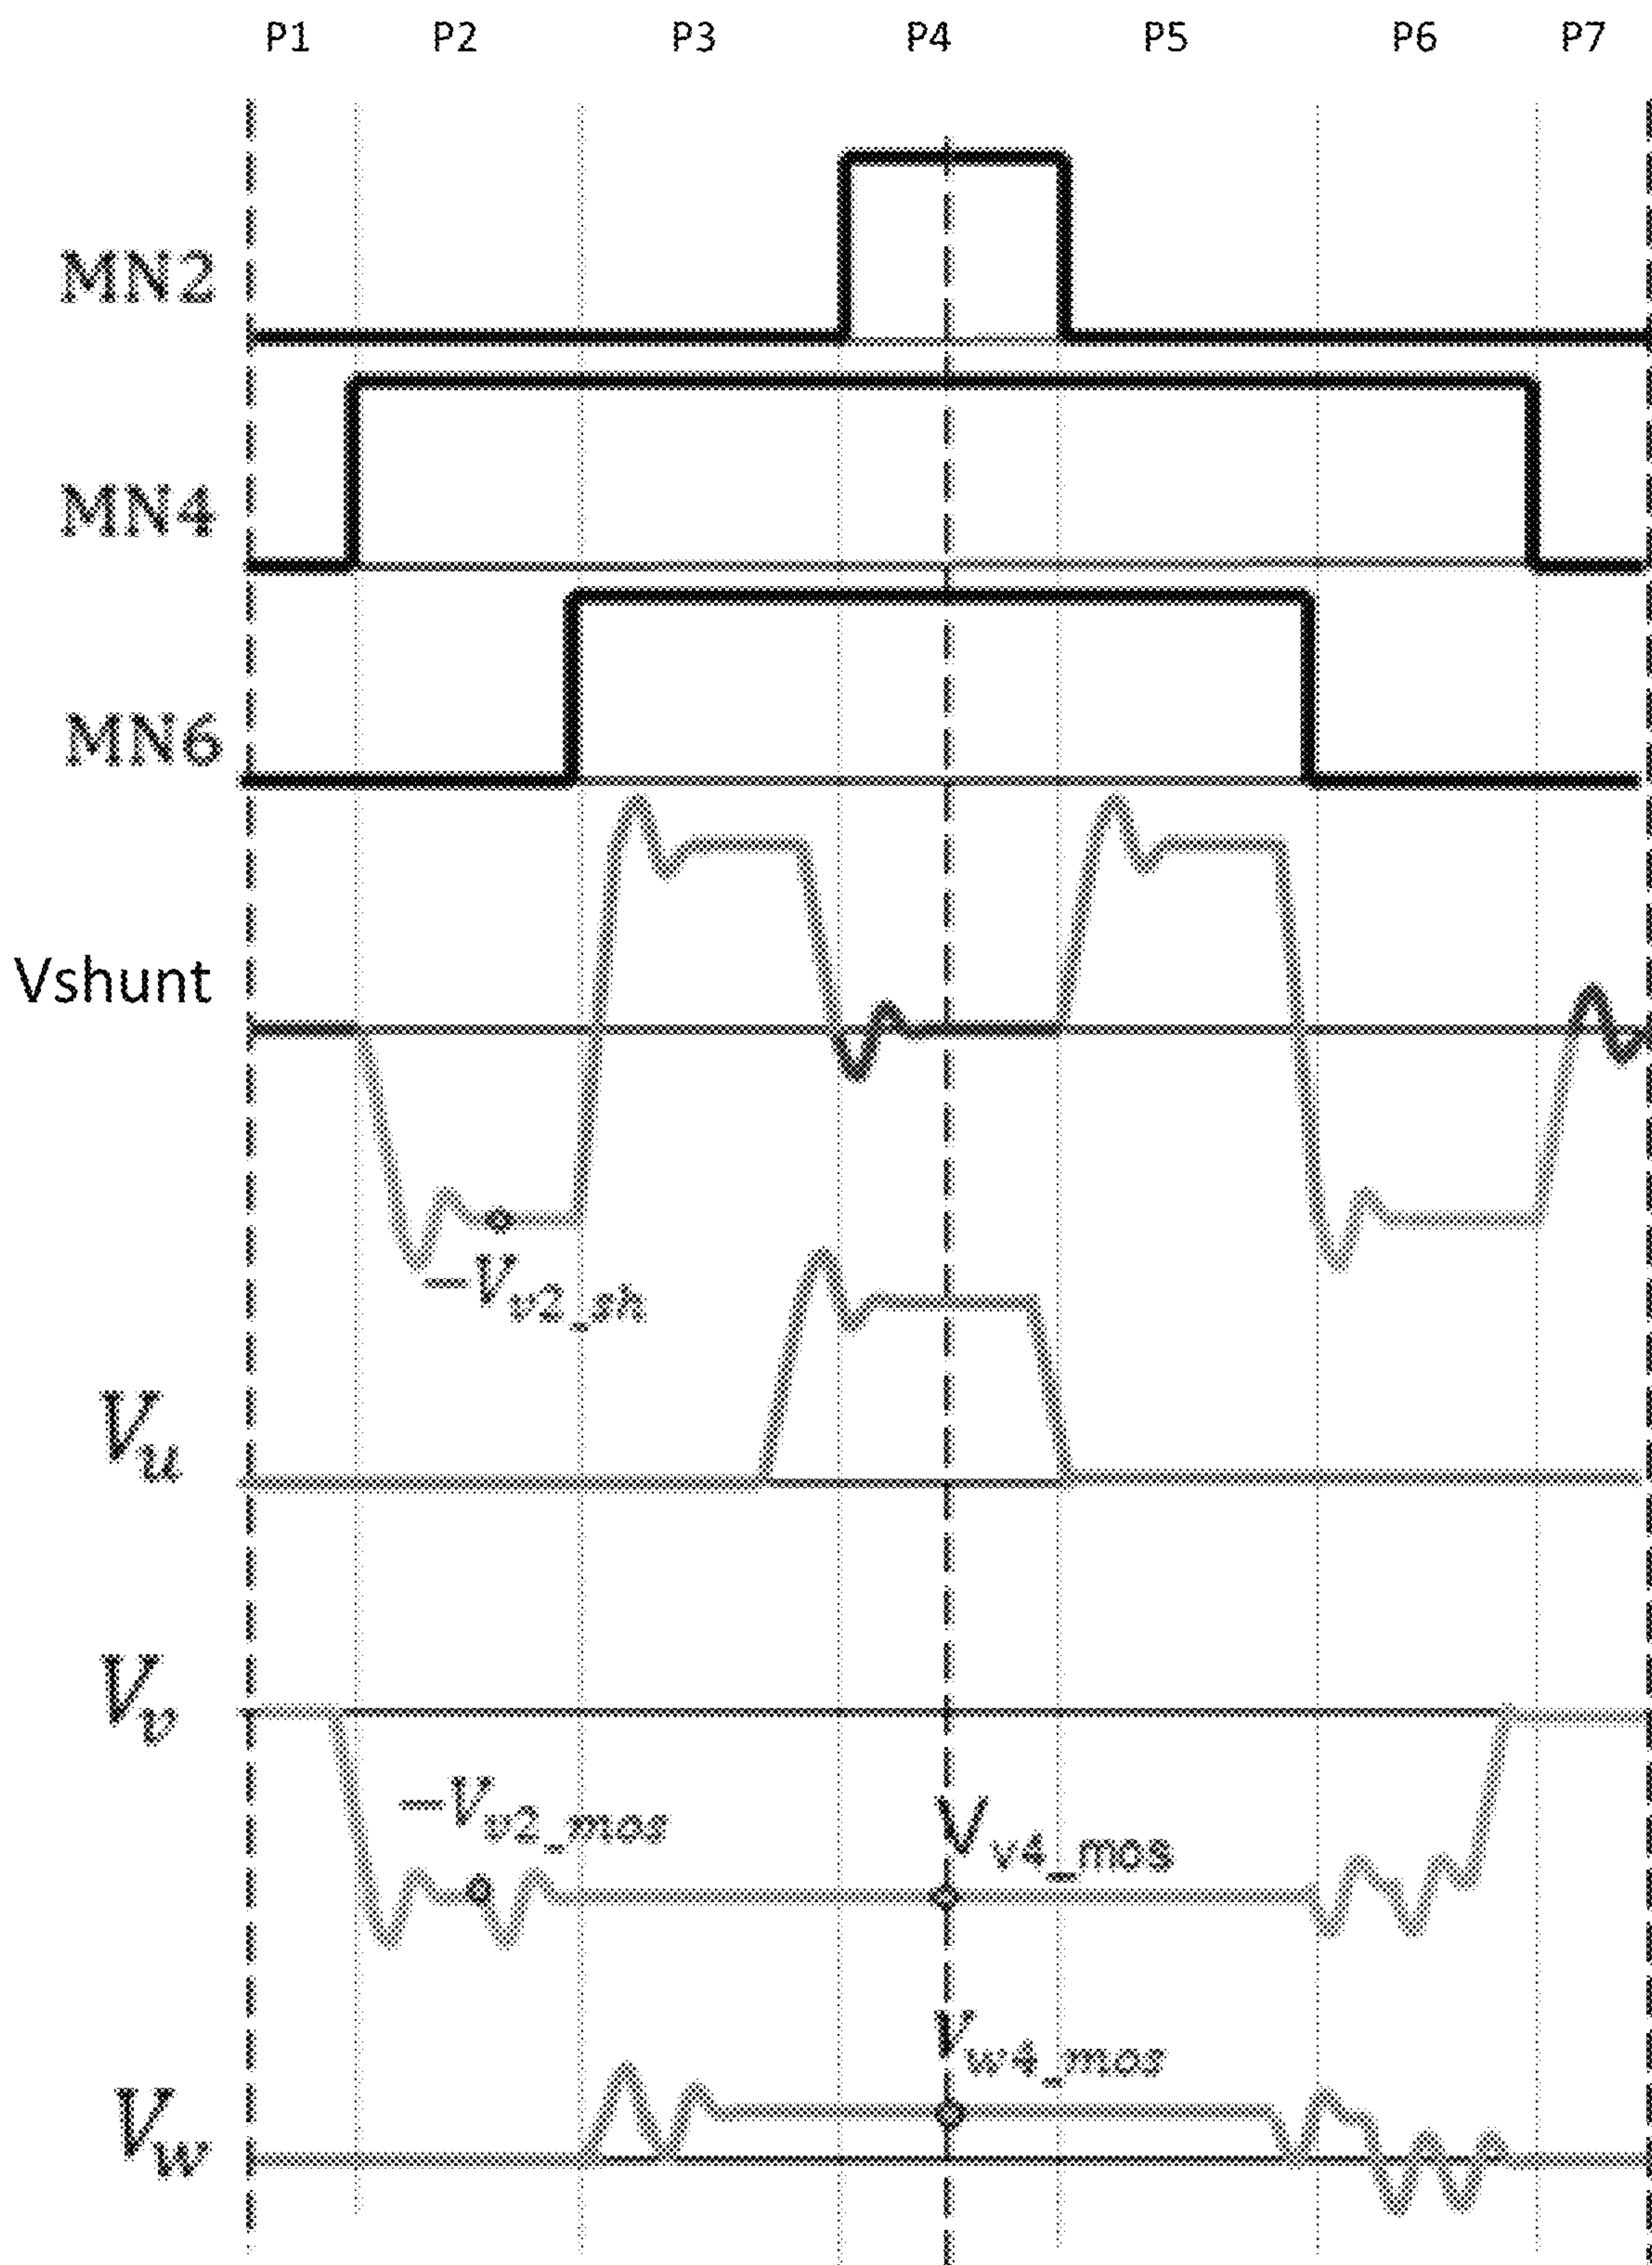 P1 P2 P3 P4 P5 P6 P7
MN2
MN4
MN6
Vshunt
−Vv2_sh
Vu
Vv
−Vv2_mos
Vv4_mos
Vw4_mos
Vw